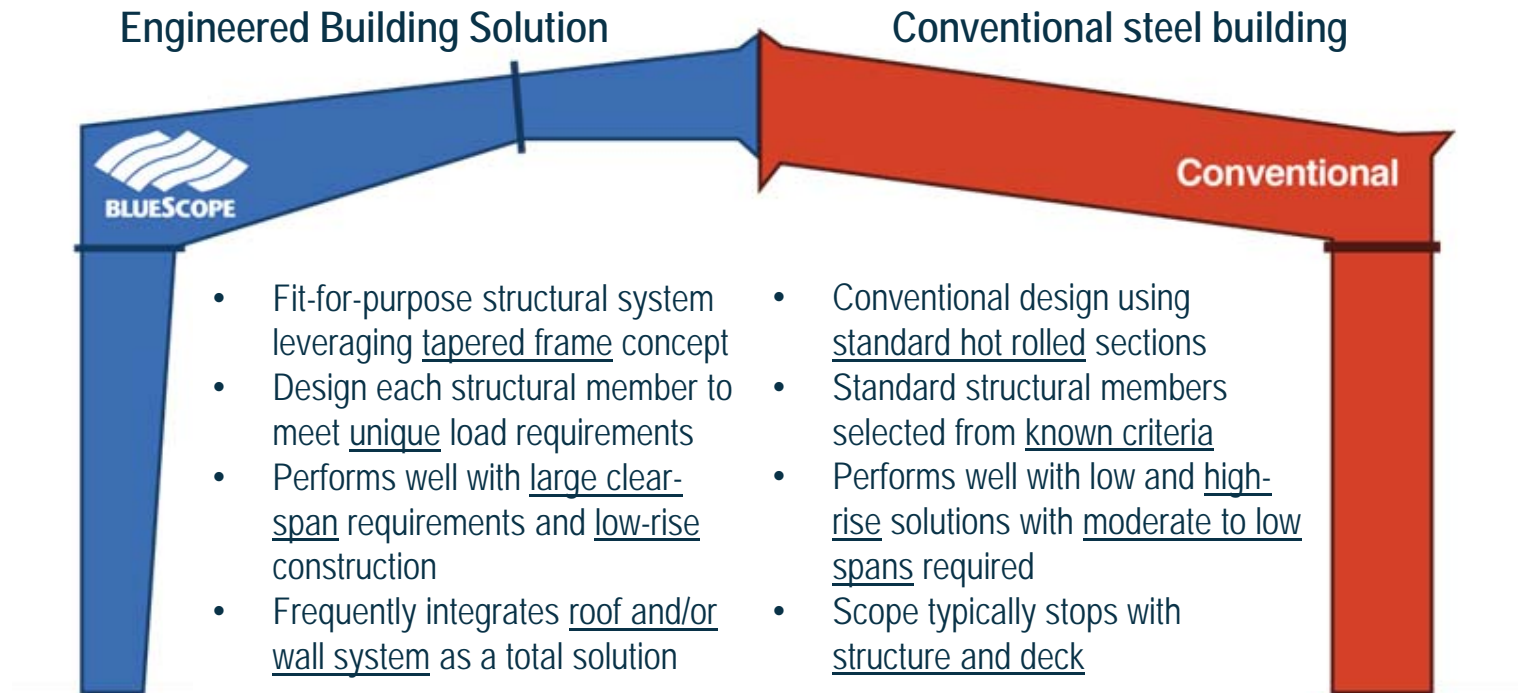 Engineered Building Solution
Conventional steel building
BLUESCOPE
Conventional
• Fit-for-purpose structural system
leveraging tapered frame concept
• Design each structural member to
meet unique load requirements
• Performs well with large clear-
span requirements and low-rise
construction
• Frequently integrates roof and/or
wall system as a total solution
• Conventional design using
standard hot rolled sections
• Standard structural members
selected from known criteria
• Performs well with low and high-
rise solutions with moderate to low
spans required
• Scope typically stops with
structure and deck